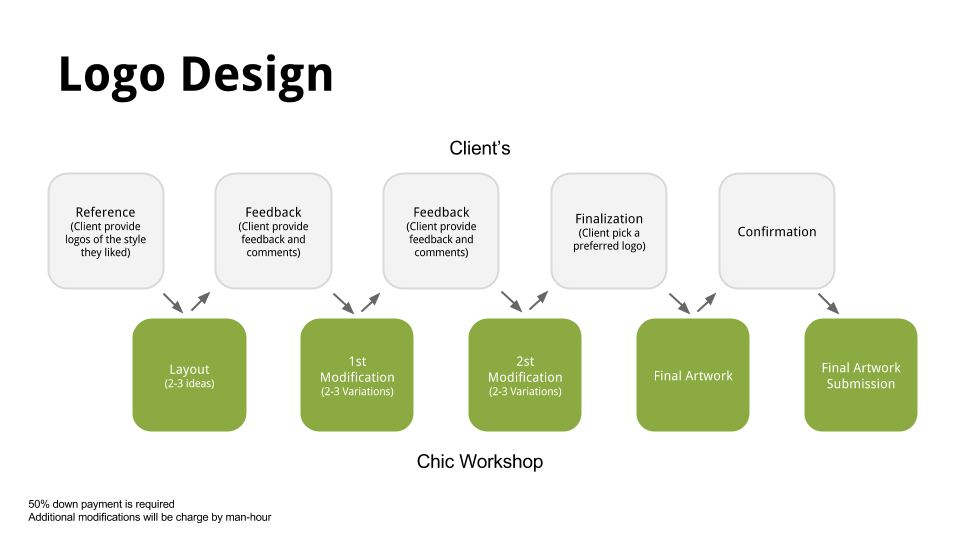 Logo Design
Client's
Reference
(Client provide
logos of the style
they liked)
Feedback
(Client provide
feedback and
comments)
Feedback
(Client provide
feedback and
comments)
Finalization
(Client pick a
preferred logo)
Confirmation
Layout
(2-3 ideas)
1st
Modification
(2-3 Variations)
2st
Modification
(2-3 Variations)
Final Artwork
Final Artwork
Submission
Chic Workshop
50% down payment is required
Additional modifications will be charge by man-hour